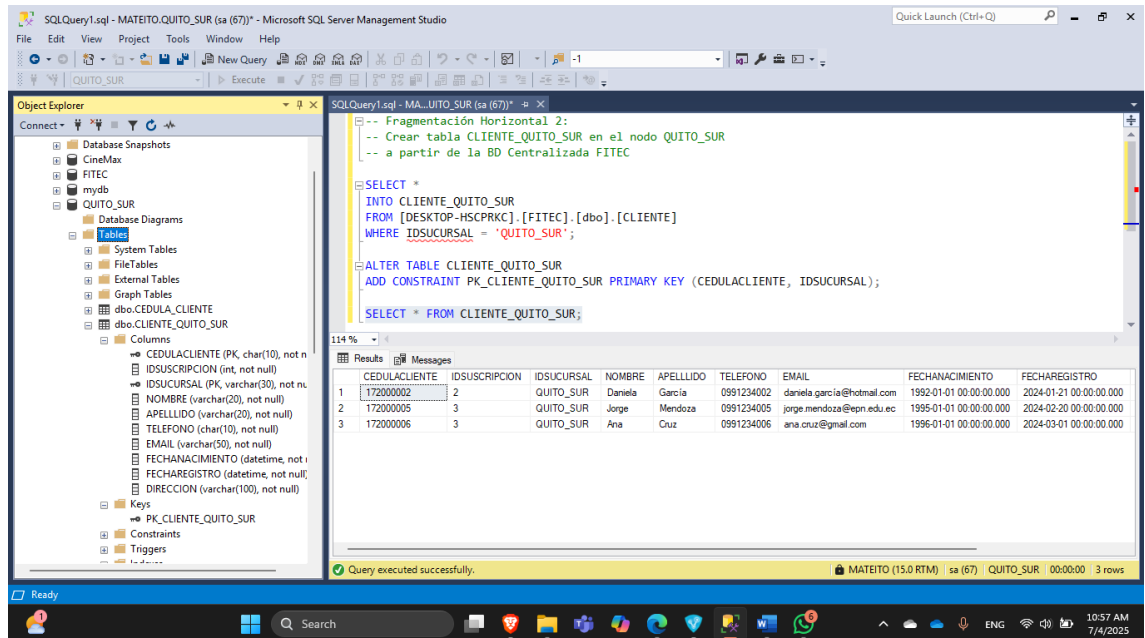 SQLQuery1.sql - MATEITO.QUITO_SUR (sa (67))* - Microsoft SQL Server Management Studio
Quick Launch (Ctrl+Q)
File Edit View Project Tools Window Help
New Query
-1
QUITO_SUR
Execute
Object Explorer
Connect
Database Snapshots
CineMax
FITEC
mydb
QUITO_SUR
Database Diagrams
Tables
System Tables
FileTables
External Tables
Graph Tables
dbo.CEDULA_CLIENTE
dbo.CLIENTE_QUITO_SUR
Columns
CEDULACLIENTE (PK, char(10), not n
IDSUSCRIPCION (int, not null)
IDSUCURSAL (PK, varchar(30), not nu
NOMBRE (varchar(20), not null)
APELLLIDO (varchar(20), not null)
TELEFONO (char(10), not null)
EMAIL (varchar(50), not null)
FECHANACIMIENTO (datetime, not
FECHAREGISTRO (datetime, not null)
DIRECCION (varchar(100), not null)
Keys
PK_CLIENTE_QUITO_SUR
Constraints
Triggers
SQLQuery1.sql - MA...UITO_SUR (sa (67))*
-- Fragmentación Horizontal 2:
-- Crear tabla CLIENTE_QUITO_SUR en el nodo QUITO_SUR
-- a partir de la BD Centralizada FITEC
SELECT *
INTO CLIENTE_QUITO_SUR
FROM [DESKTOP-HSCPRKC].[FITEC].[dbo].[CLIENTE]
WHERE IDSUCURSAL = 'QUITO_SUR';
ALTER TABLE CLIENTE_QUITO_SUR
ADD CONSTRAINT PK_CLIENTE_QUITO_SUR PRIMARY KEY (CEDULACLIENTE, IDSUCURSAL);
SELECT * FROM CLIENTE_QUITO_SUR;
114 %
Results Messages
CEDULACLIENTE IDSUSCRIPCION IDSUCURSAL NOMBRE APELLLIDO TELEFONO EMAIL FECHANACIMIENTO FECHAREGISTRO
1 172000002 2 QUITO_SUR Daniela García 0991234002 daniela.garcía@hotmail.com 1992-01-01 00:00:00.000 2024-01-21 00:00:00.000
2 172000005 3 QUITO_SUR Jorge Mendoza 0991234005 jorge.mendoza@epn.edu.ec 1995-01-01 00:00:00.000 2024-02-20 00:00:00.000
3 172000006 3 QUITO_SUR Ana Cruz 0991234006 ana.cruz@gmail.com 1996-01-01 00:00:00.000 2024-03-01 00:00:00.000
Query executed successfully.
MATEITO (15.0 RTM) sa (67) QUITO_SUR 00:00:00 3 rows
Ready
Search
6
ENG
10:57 AM
7/4/2025